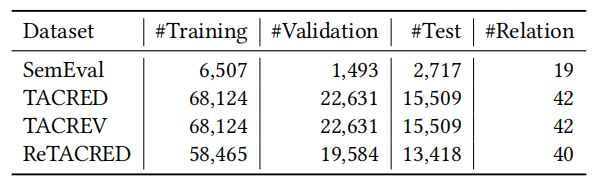 Dataset #Training #Validation #Test #Relation
SemEval 6,507 1,493 2,717 19
TACRED 68,124 22,631 15,509 42
TACREV 68,124 22,631 15,509 42
ReTACRED 58,465 19,584 13,418 40